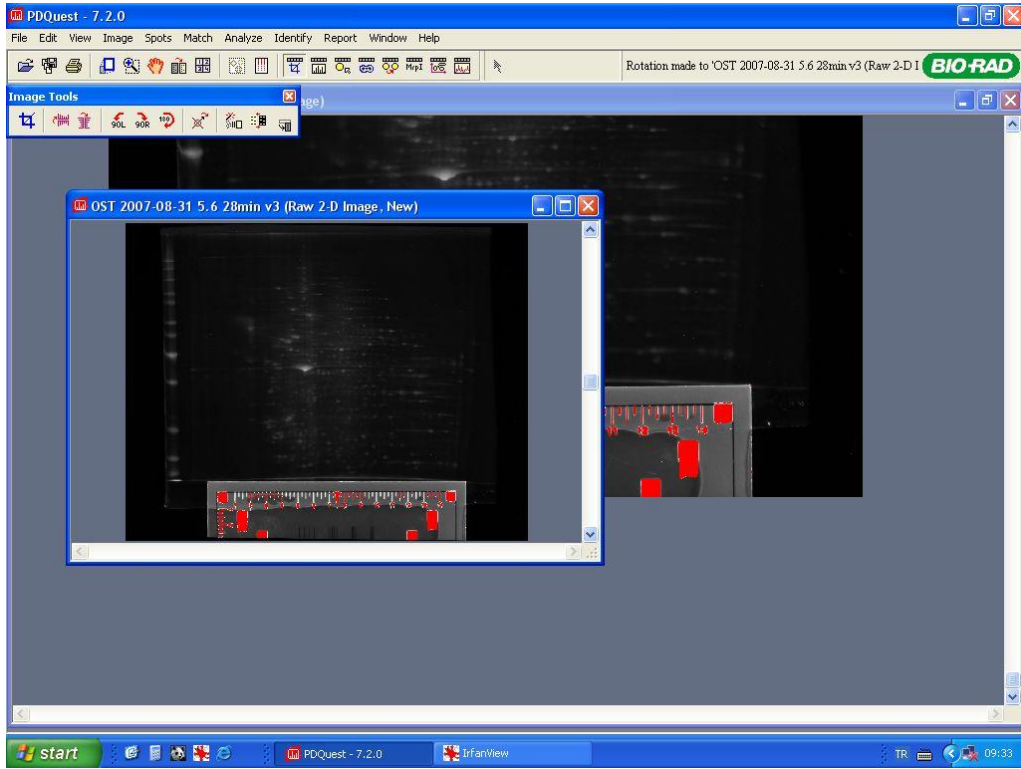 PDQuest - 7.2.0
File Edit View Image Spots Match Analyze Identify Report Window Help
Rotation made to 'OST 2007-08-31 5.6 28min v3 (Raw 2-D I
BIO-RAD
Image Tools
age)
90L 90R 180
OST 2007-08-31 5.6 28min v3 (Raw 2-D Image, New)
start
PDQuest - 7.2.0
IrfanView
TR
09:33